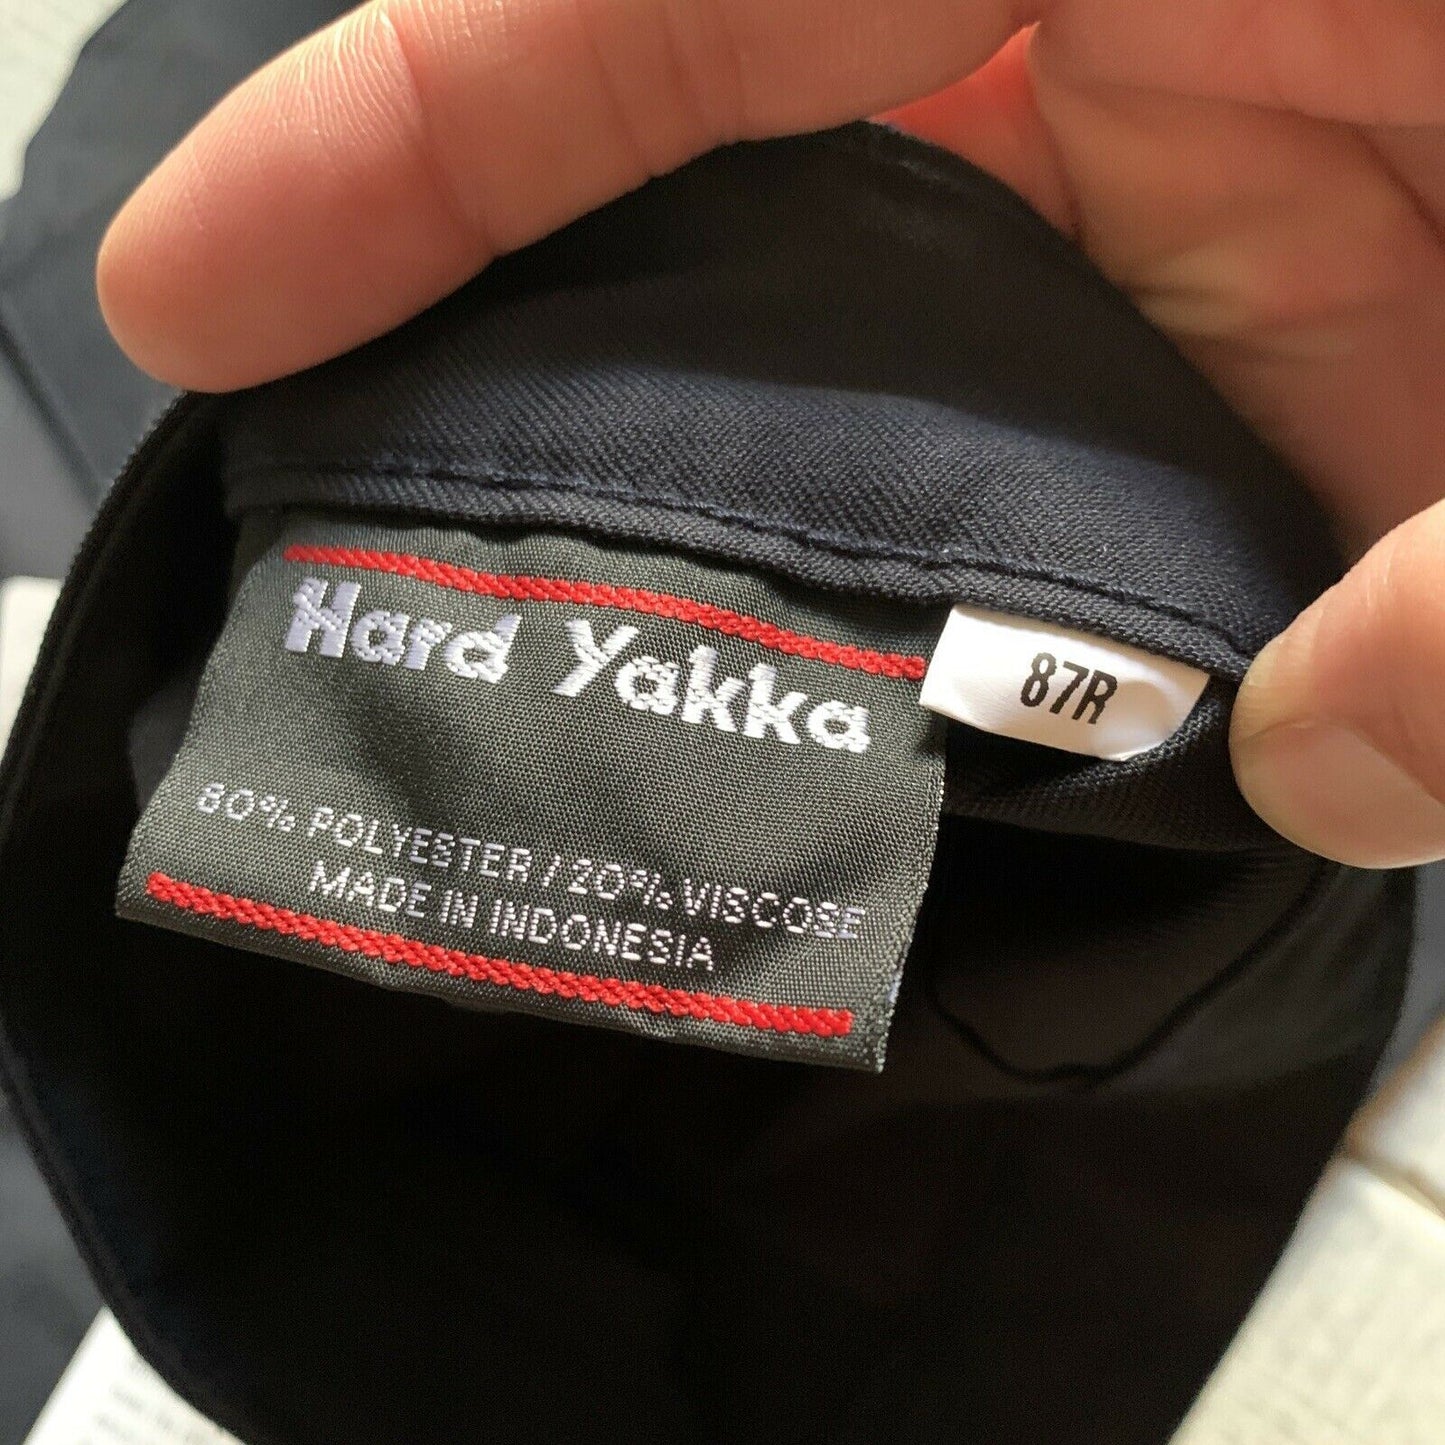 Hard Yakka
87R
80% POLYESTER / 20% VISCOSE
MADE IN INDONESIA